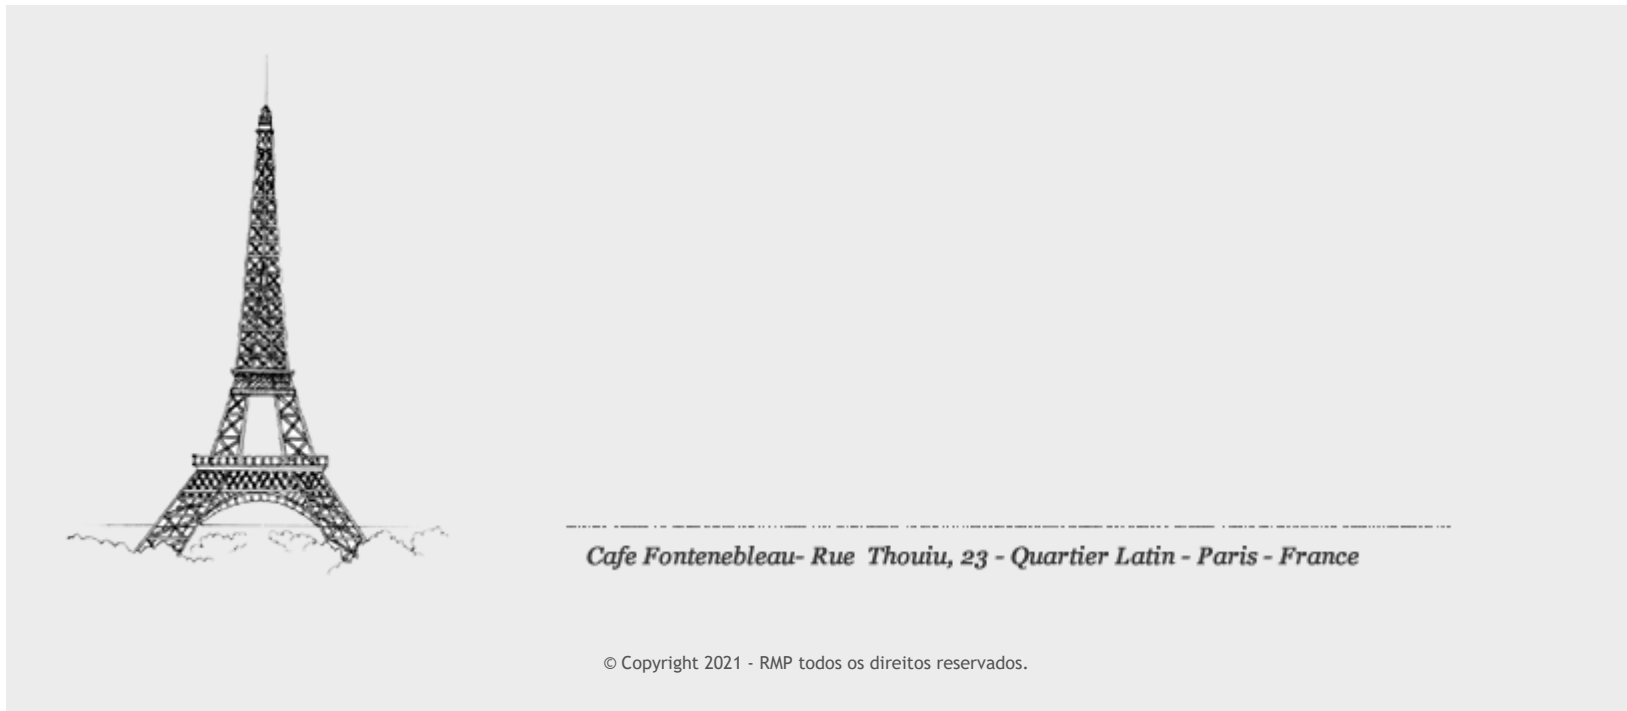 Cafe Fontenebleau- Rue Thouiu, 23 - Quartier Latin - Paris - France
© Copyright 2021 - RMP todos os direitos reservados.